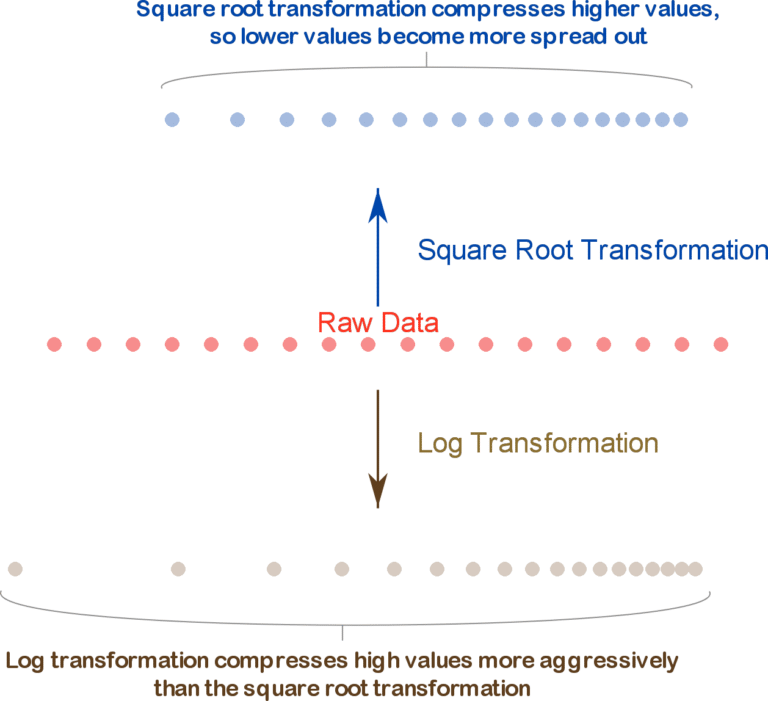 Square root transformation compresses higher values,
so lower values become more spread out
Square Root Transformation
Raw Data
Log Transformation
Log transformation compresses high values more aggressively
than the square root transformation